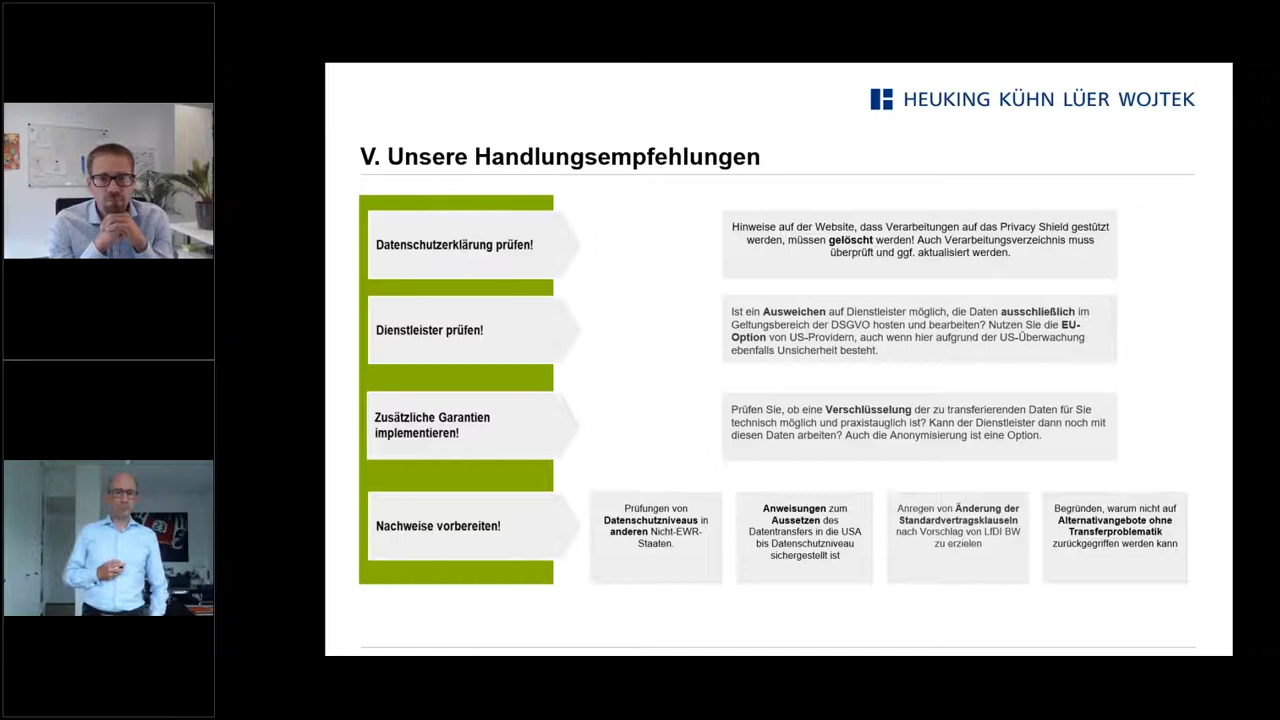 HEUKING KÜHN LÜER WOJTEK
V. Unsere Handlungsempfehlungen
Datenschutzerklärung prüfen!
Hinweise auf der Website, dass Verarbeitungen auf das Privacy Shield gestützt
werden, müssen gelöscht werden! Auch Verarbeitungsverzeichnis muss
überprüft und ggf. aktualisiert werden.
Dienstleister prüfen!
Ist ein Ausweichen auf Dienstleister möglich, die Daten ausschließlich im
Geltungsbereich der DSGVO hosten und bearbeiten? Nutzen Sie die EU-
Option von US-Providern, auch wenn hier aufgrund der US-Überwachung
ebenfalls Unsicherheit besteht.
Zusätzliche Garantien
implementieren!
Prüfen Sie, ob eine Verschlüsselung der zu transferierenden Daten für Sie
technisch möglich und praxistauglich ist? Kann der Dienstleister dann noch mit
diesen Daten arbeiten? Auch die Anonymisierung ist eine Option.
Nachweise vorbereiten!
Prüfungen von
Datenschutzniveaus in
anderen Nicht-EWR-
Staaten.
Anweisungen zum
Aussetzen des
Datentransfers in die USA
bis Datenschutzniveau
sichergestellt ist
Anregen von Änderung der
Standardvertragsklauseln
nach Vorschlag von LfDI BW
zu erzielen
Begründen, warum nicht auf
Alternativangebote ohne
Transferproblematik
zurückgegriffen werden kann